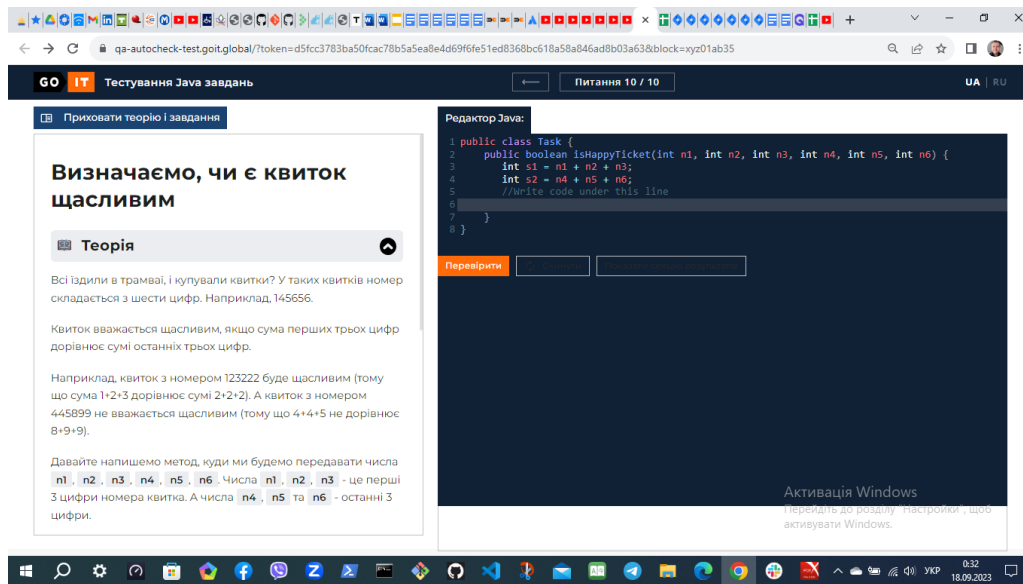 qa-autocheck-test.goit.global/?token=d5fcc3783ba50fcac78b5a5ea8e4d69f6fe51ed8368bc618a58a846ad8b03a63&block=xyz01ab35
GO IT Тестування Java завдань
Питання 10 / 10
UA | RU
Приховати теорію і завдання
Визначаємо, чи є квиток
щасливим
Теорія
Всі їздили в трамваї, і купували квитки? У таких квитків номер
складається з шести цифр. Наприклад, 145656.
Квиток вважається щасливим, якщо сума перших трьох цифр
дорівнює сумі останніх трьох цифр.
Наприклад, квиток з номером 123222 буде щасливим (тому
що сума 1+2+3 дорівнює сумі 2+2+2). А квиток з номером
445899 не вважається щасливим (тому що 4+4+5 не дорівнює
8+9+9).
Давайте напишемо метод, куди ми будемо передавати числа
n1, n2, n3, n4, n5, n6. Числа n1, n2, n3 - це перші
3 цифри номера квитка. А числа n4, n5 та n6 - останні 3
цифри.
Редактор Java:
1 public class Task {
2 public boolean isHappyTicket(int n1, int n2, int n3, int n4, int n5, int n6) {
3 int s1 = n1 + n2 + n3;
4 int s2 = n4 + n5 + n6;
5 //Write code under this line
6
7 }
8 }
Перевірити
Активація Windows
Перейдіть до розділу "Настройки", щоб
активувати Windows.
УКР
0:32
18.09.2023